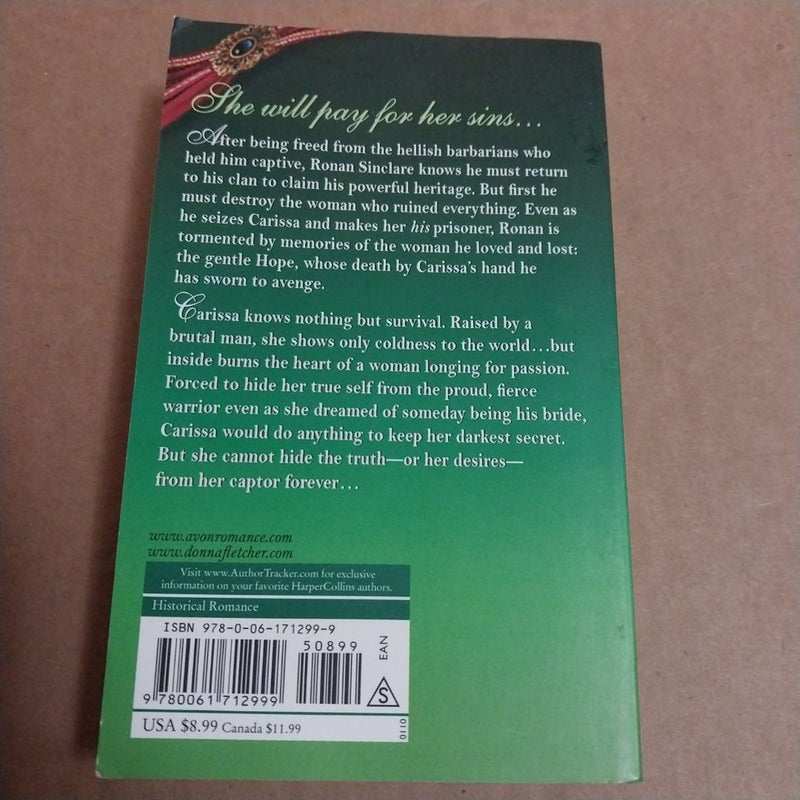 She will pay for her sins...
After being freed from the hellish barbarians who
held him captive, Ronan Sinclare knows he must return
to his clan to claim his powerful heritage. But first he
must destroy the woman who ruined everything. Even as
he seizes Carissa and makes her his prisoner, Ronan is
tormented by memories of the woman he loved and lost:
the gentle Hope, whose death by Carissa's hand he
has sworn to avenge.
Carissa knows nothing but survival. Raised by a
brutal man, she shows only coldness to the world...but
inside burns the heart of a woman longing for passion.
Forced to hide her true self from the proud, fierce
warrior even as she dreamed of someday being his bride,
Carissa would do anything to keep her darkest secret.
But she cannot hide the truth—or her desires—
from her captor forever...
www.avonromance.com
www.donnafletcher.com
Visit www.AuthorTracker.com for exclusive
information on your favorite HarperCollins authors.
Historical Romance
ISBN 978-0-06-171299-9
50899
EAN
9 780061 712999
S
USA $8.99 Canada $11.99
0110